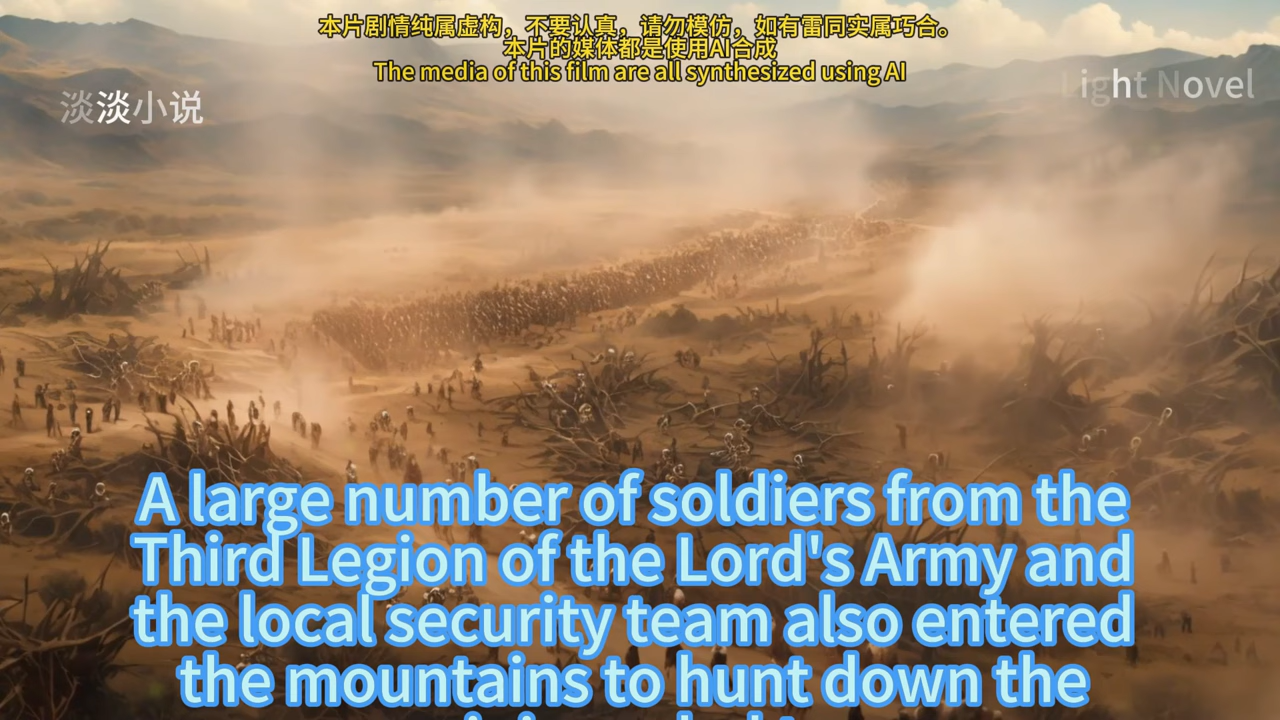 本片剧情纯属虚构，不要认真，请勿模仿，如有雷同实属巧合。
本片的媒体都是使用AI合成
The media of this film are all synthesized using AI
淡淡小说
Light Novel
A large number of soldiers from the
Third Legion of the Lord's Army and
the local security team also entered
the mountains to hunt down the